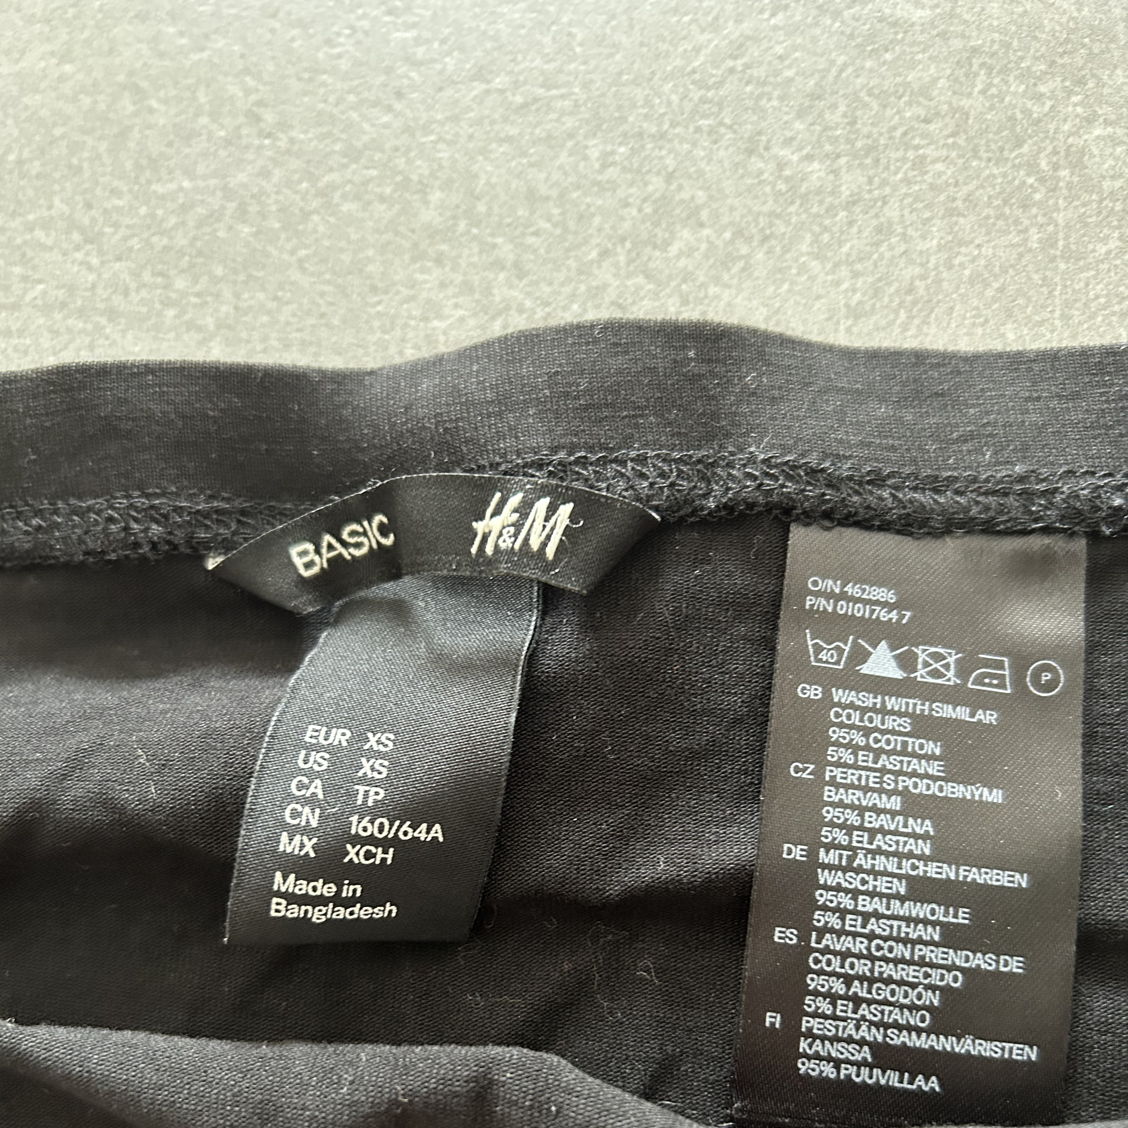 BASIC H&M
EUR XS
US XS
CA TP
CN 160/64A
MX XCH
Made in
Bangladesh
O/N 462886
P/N 0101764 7
40
P
GB WASH WITH SIMILAR
COLOURS
95% COTTON
5% ELASTANE
CZ PERTE S PODOBNÝMI
BARVAMI
95% BAVLNA
5% ELASTAN
DE MIT ÄHNLICHEN FARBEN
WASCHEN
95% BAUMWOLLE
5% ELASTHAN
ES LAVAR CON PRENDAS DE
COLOR PARECIDO
95% ALGODÓN
5% ELASTANO
FI PESTÄÄN SAMANVÄRISTEN
KANSSA
95% PUUVILLAA